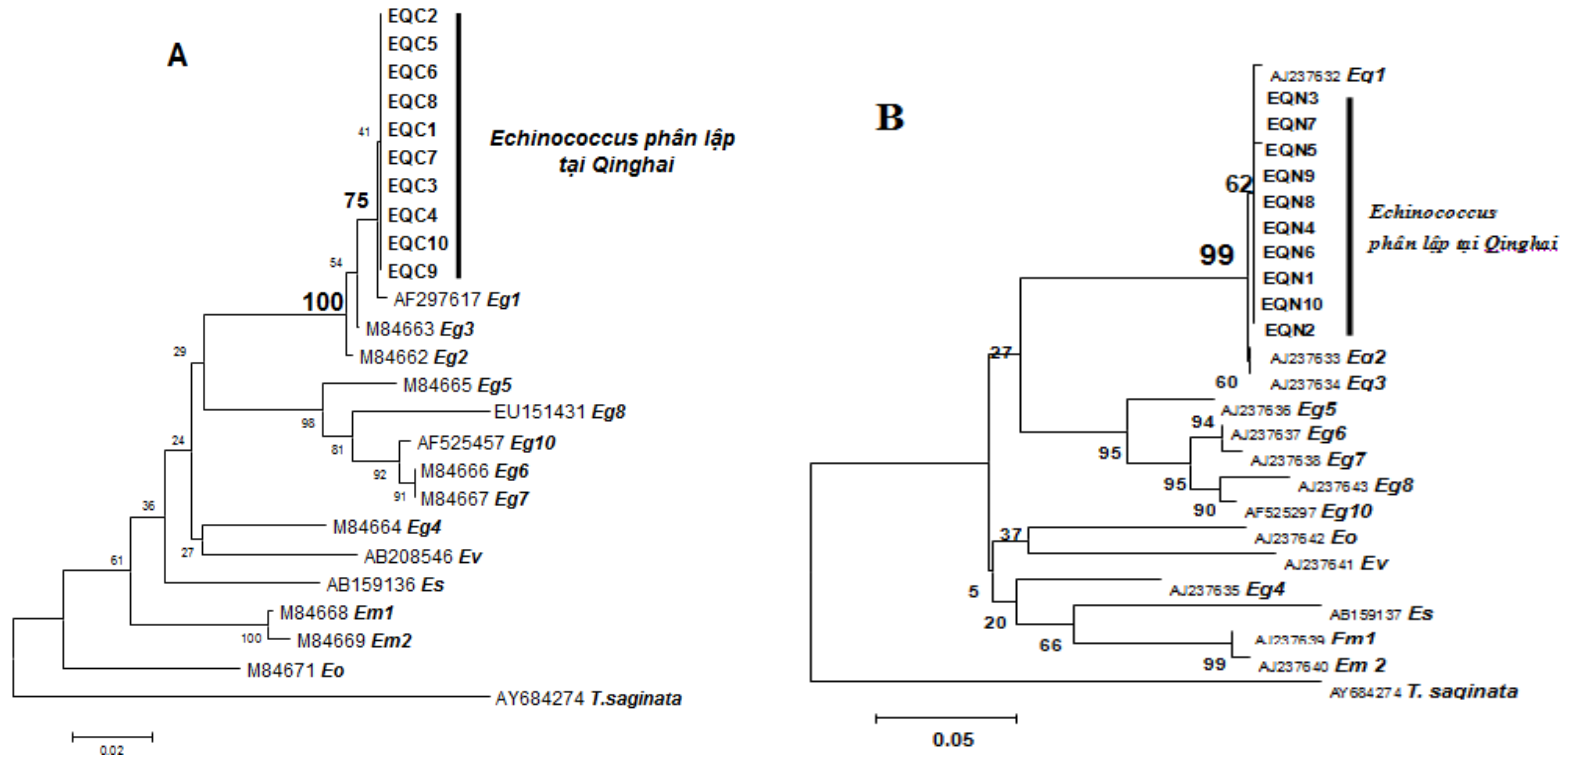 A
EQC2
EQC5
EQC6
EQC8
EQC1
EQC7
EQC3
EQC4
EQC10
EQC9
AF297617 Eg1
M84663 Eg3
M84662 Eg2
M84665 Eg5
EU151431 Eg8
AF525457 Eg10
M84666 Eg6
M84667 Eg7
M84664 Eg4
AB208546 Ev
AB159136 Es
M84668 Em1
M84669 Em2
M84671 Eo
AY684274 T.saginata
Echinococcus phân lập
tại Qinghai
41
75
54
100
29
98
81
92
91
24
27
36
61
100
0.02
B
AJ237632 Eg1
EQN3
EQN7
EQN5
EQN9
EQN8
EQN4
EQN6
EQN1
EQN10
EQN2
AJ237633 Eg2
AJ237634 Eg3
AJ237636 Eg5
AJ237637 Eg6
AJ237638 Eg7
AJ237643 Eg8
AF525297 Eg10
AJ237642 Eo
AJ237641 Ev
AJ237635 Eg4
AB159137 Es
AJ237639 Em1
AJ237640 Em 2
AY684274 T. saginata
Echinococcus
phân lập tại Qinghai
62
99
27
60
94
95
95
90
37
5
20
66
99
0.05